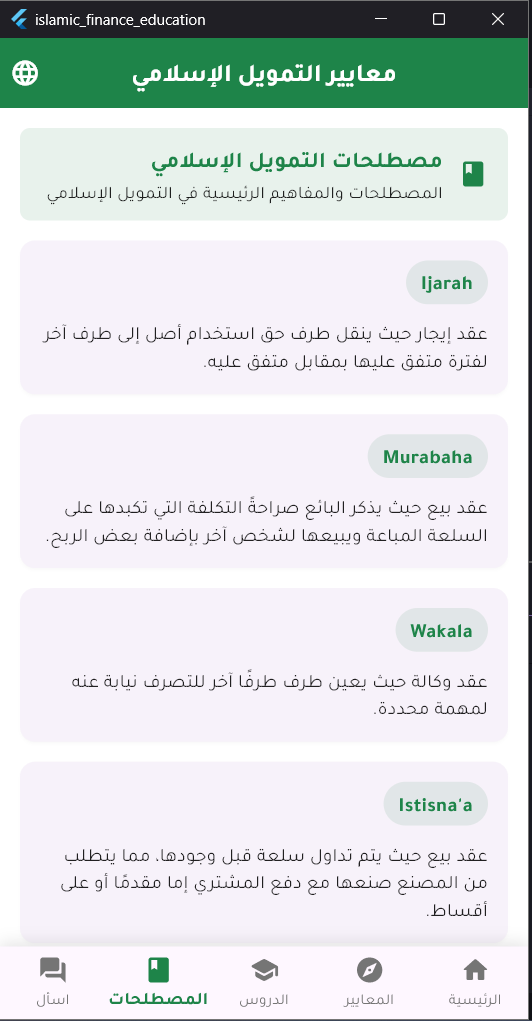 islamic_finance_education
معايير التمويل الإسلامي
مصطلحات التمويل الإسلامي
المصطلحات والمفاهيم الرئيسية في التمويل الإسلامي
Ijarah
عقد إيجار حيث ينقل طرف حق استخدام أصل إلى طرف آخر
لفترة متفق عليها بمقابل متفق عليه.
Murabaha
عقد بيع حيث يذكر البائع صراحةً التكلفة التي تكبدها على
السلعة المباعة ويبيعها لشخص آخر بإضافة بعض الربح.
Wakala
عقد وكالة حيث يعين طرف طرفًا آخر للتصرف نيابة عنه
لمهمة محددة.
Istisna'a
عقد بيع حيث يتم تداول سلعة قبل وجودها، مما يتطلب
من المصنع صنعها مع دفع المشتري إما مقدمًا أو على
أقساط.
الرئيسية
المعايير
الدروس
المصطلحات
اسأل